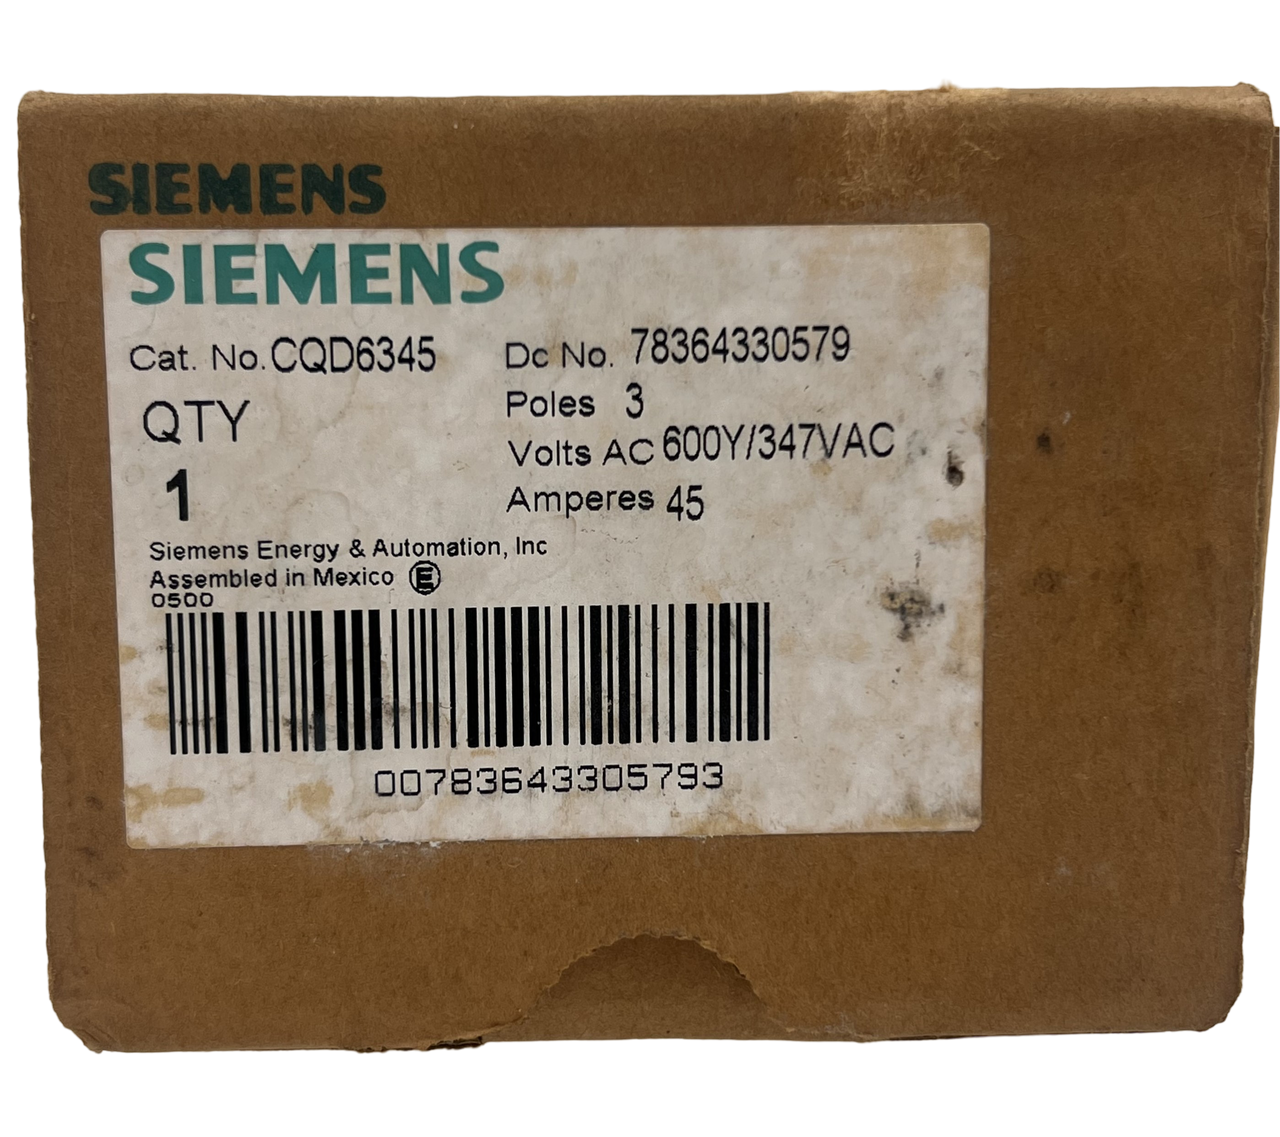 SIEMENS
SIEMENS
Cat. No. CQD6345 Dc No. 78364330579
QTY Poles 3
Volts AC 600Y/347VAC
1 Amperes 45
Siemens Energy & Automation, Inc
Assembled in Mexico E
0500
00783643305793